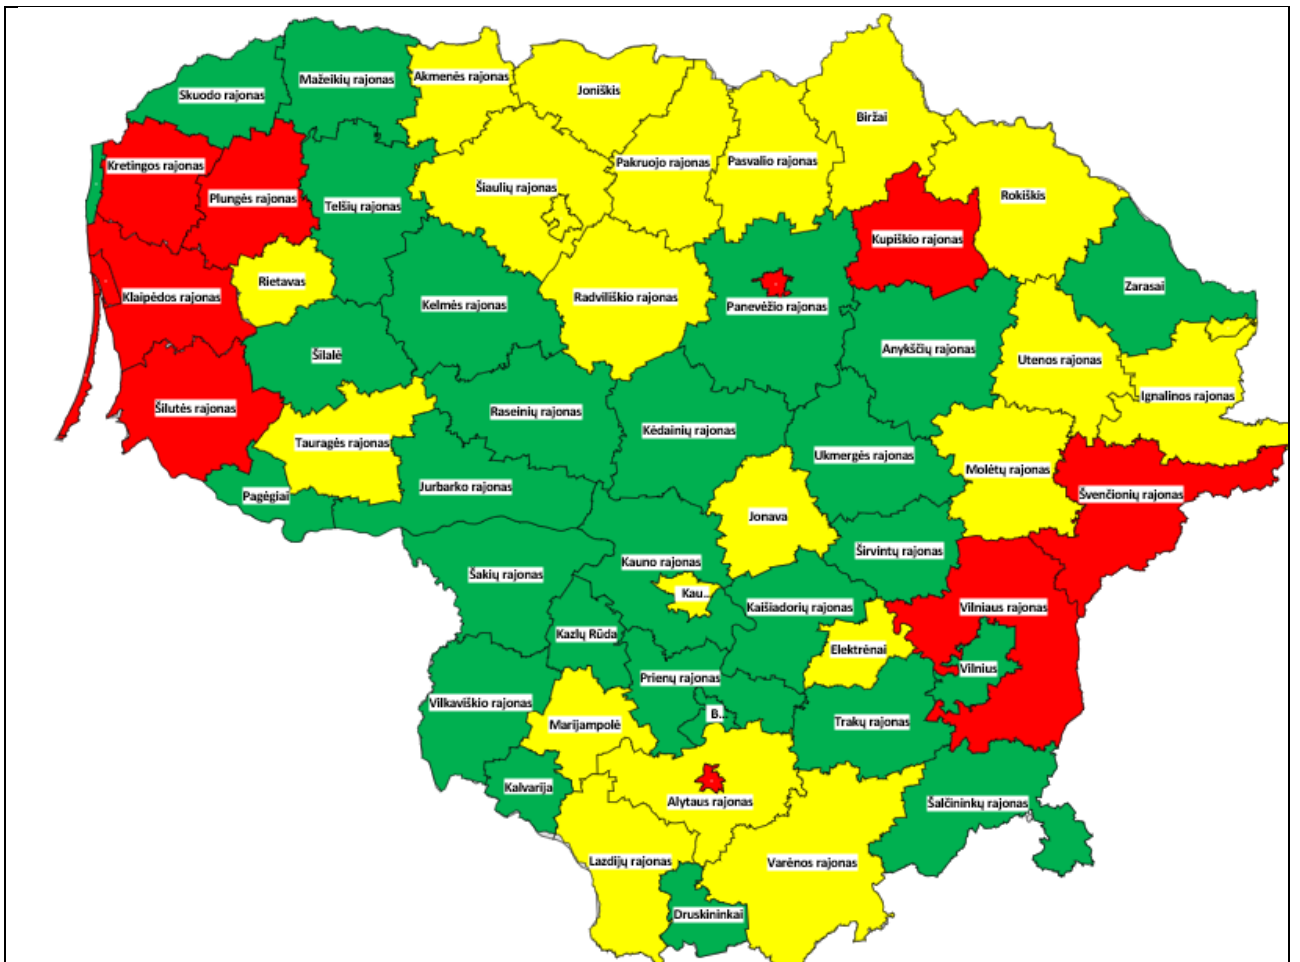 Mažeikių rajonas
Akmenės rajonas
Joniškis
Skuodo rajonas
Biržai
Kretingos rajonas
Pakruojo rajonas
Pasvalio rajonas
Šiaulių rajonas
Plungės rajonas
Rokiškis
Telšių rajonas
Kupiškio rajonas
Rietavas
Zarasai
Klaipėdos rajonas
Radviliškio rajonas
Kelmės rajonas
Panevėžio rajonas
Anykščių rajonas
Šilalė
Utenos rajonas
Ignalinos rajonas
Šilutės rajonas
Raseinių rajonas
Kėdainių rajonas
Tauragės rajonas
Ukmergės rajonas
Molėtų rajonas
Jurbarko rajonas
Pagėgiai
Švenčionių rajonas
Jonava
Širvintų rajonas
Kauno rajonas
Šakių rajonas
Kau...
Kaišiadorių rajonas
Vilniaus rajonas
Kazlų Rūda
Elektrėnai
Vilnius
Prienų rajonas
Vilkaviškio rajonas
B...
Trakų rajonas
Marijampolė
Kalvarija
Alytaus rajonas
Šalčininkų rajonas
Lazdijų rajonas
Varėnos rajonas
Druskininkai